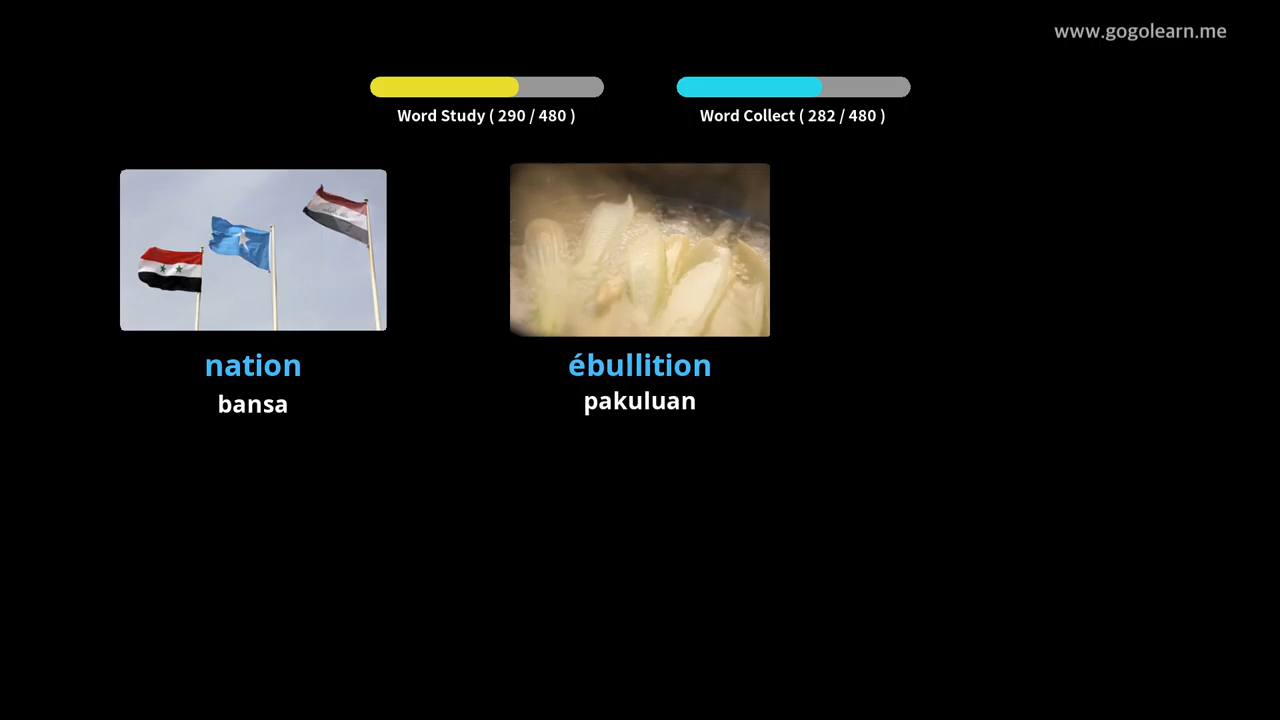 www.gogolearn.me
Word Study ( 290 / 480 )
Word Collect ( 282 / 480 )
nation
bansa
ébullition
pakuluan